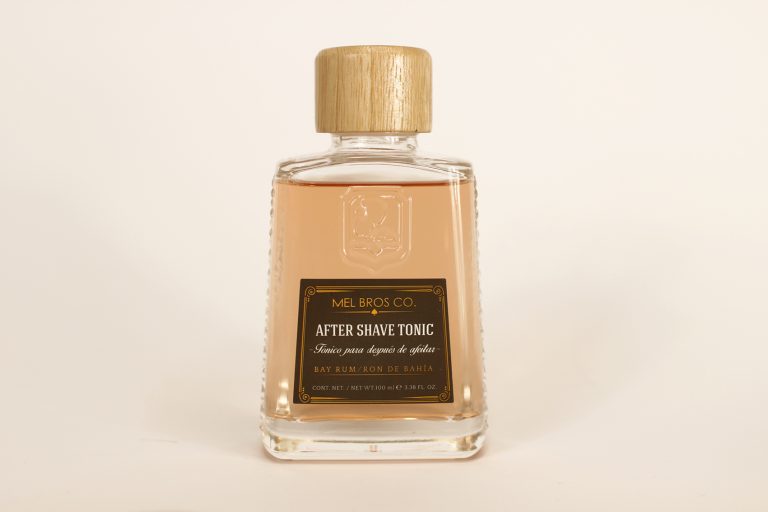 MEL BROS CO.
AFTER SHAVE TONIC
-Tónico para después de afeitar-
BAY RUM/RON DE BAHÍA
CONT. NET. / NET WT.100 ml ℮ 3.38 FL. OZ.